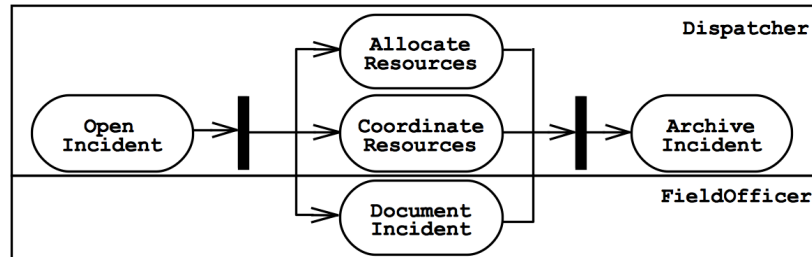 Dispatcher
Allocate
Resources
Open
Incident
Coordinate
Resources
Archive
Incident
FieldOfficer
Document
Incident